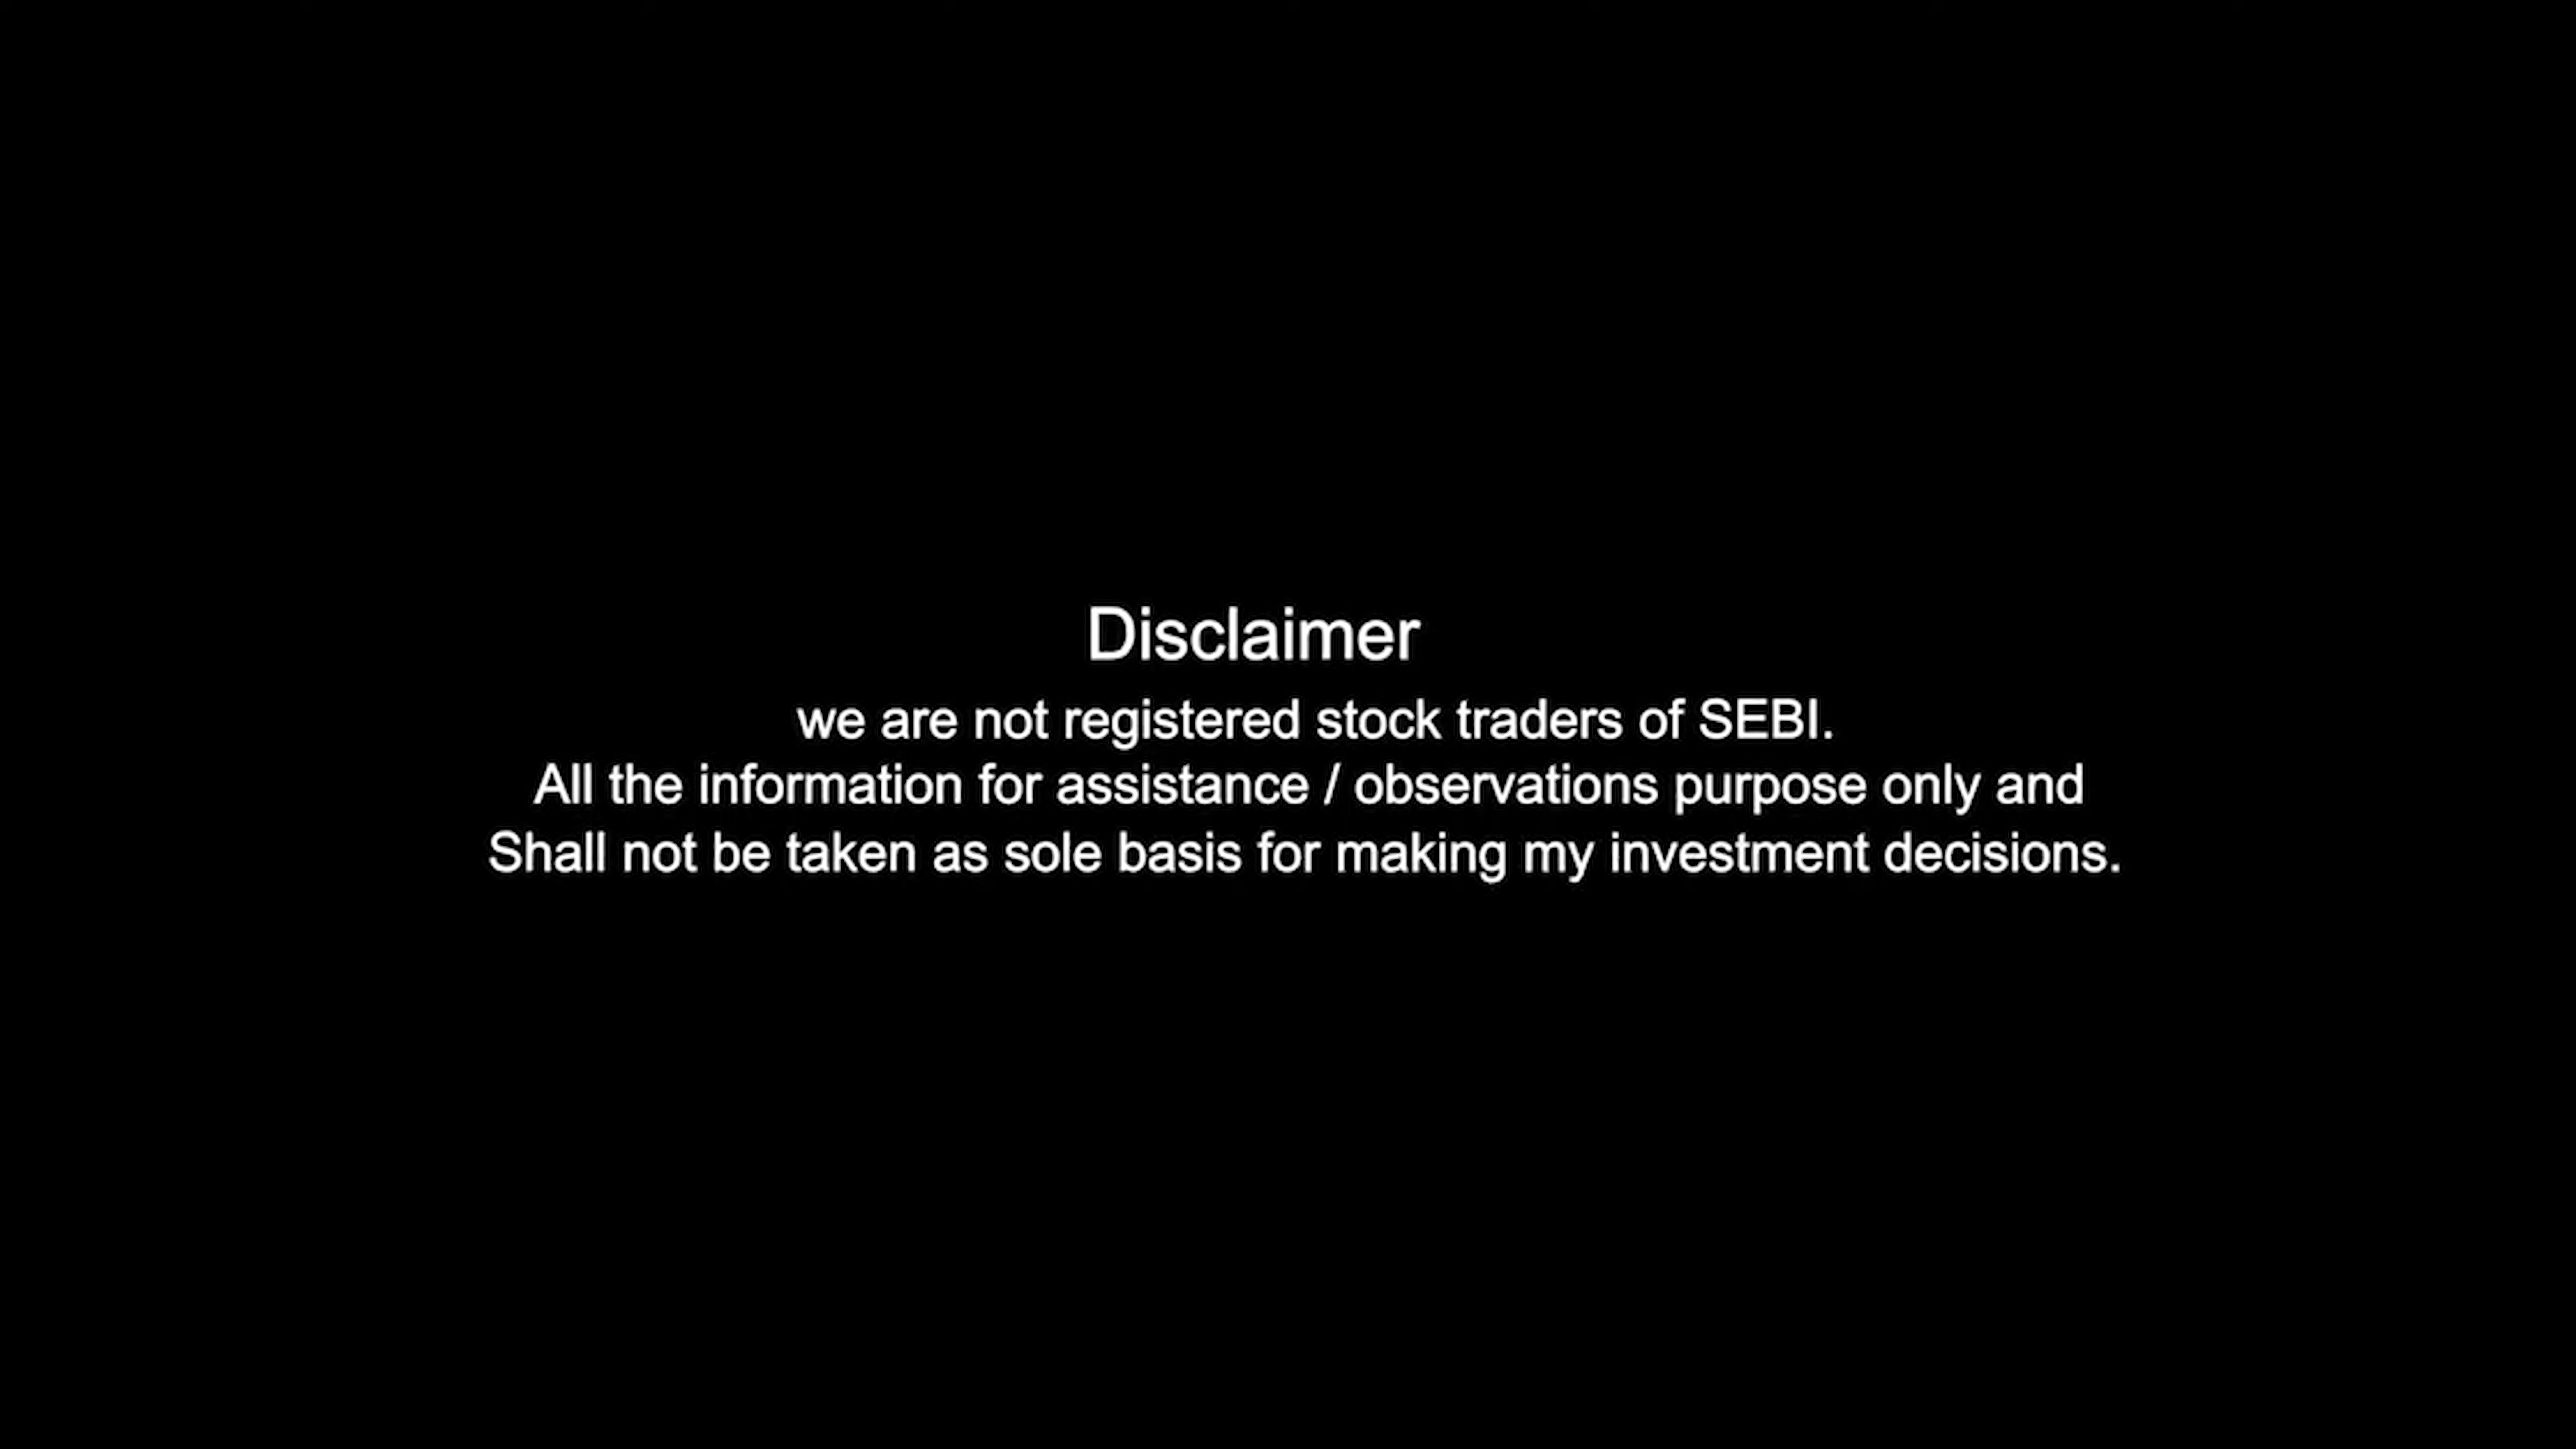 Disclaimer
we are not registered stock traders of SEBI.
All the information for assistance / observations purpose only and
Shall not be taken as sole basis for making my investment decisions.